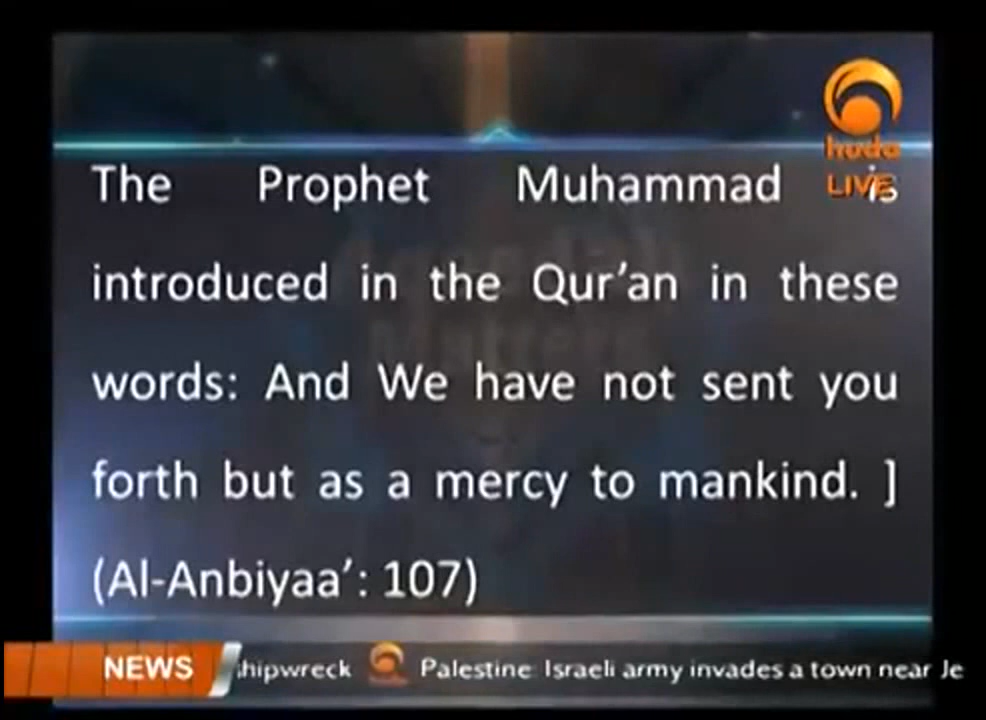 huda
LIVE
The Prophet Muhammad is
introduced in the Qur’an in these
words: And We have not sent you
forth but as a mercy to mankind. ]
(Al-Anbiyaa’: 107)
NEWS hipwreck Palestine: Israeli army invades a town near Je